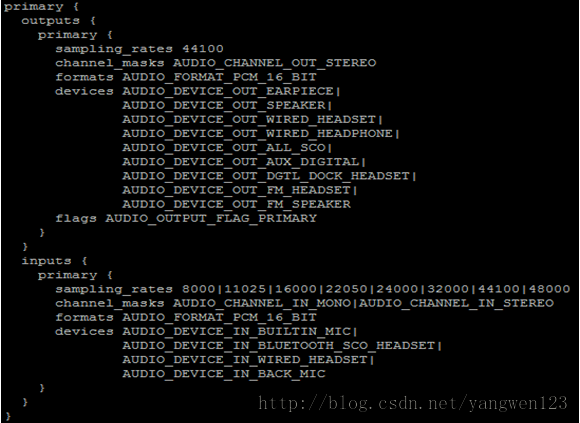 primary {
  outputs {
    primary {
      sampling_rates 44100
      channel_masks AUDIO_CHANNEL_OUT_STEREO
      formats AUDIO_FORMAT_PCM_16_BIT
      devices AUDIO_DEVICE_OUT_EARPIECE|
              AUDIO_DEVICE_OUT_SPEAKER|
              AUDIO_DEVICE_OUT_WIRED_HEADSET|
              AUDIO_DEVICE_OUT_WIRED_HEADPHONE|
              AUDIO_DEVICE_OUT_ALL_SCO|
              AUDIO_DEVICE_OUT_AUX_DIGITAL|
              AUDIO_DEVICE_OUT_DGTL_DOCK_HEADSET|
              AUDIO_DEVICE_OUT_FM_HEADSET|
              AUDIO_DEVICE_OUT_FM_SPEAKER
      flags AUDIO_OUTPUT_FLAG_PRIMARY
    }
  }
  inputs {
    primary {
      sampling_rates 8000|11025|16000|22050|24000|32000|44100|48000
      channel_masks AUDIO_CHANNEL_IN_MONO|AUDIO_CHANNEL_IN_STEREO
      formats AUDIO_FORMAT_PCM_16_BIT
      devices AUDIO_DEVICE_IN_BUILTIN_MIC|
              AUDIO_DEVICE_IN_BLUETOOTH_SCO_HEADSET|
              AUDIO_DEVICE_IN_WIRED_HEADSET|
              AUDIO_DEVICE_IN_BACK_MIC
    }
  }
}
http://blog.csdn.net/yangwen123